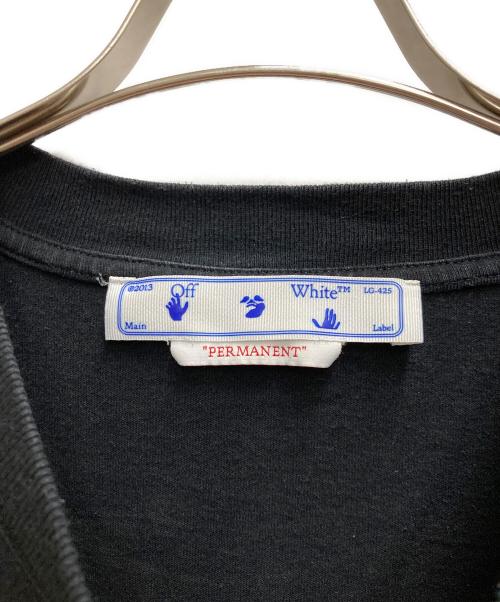 ©2013 Off White™ LG-425
Main Label
"PERMANENT"